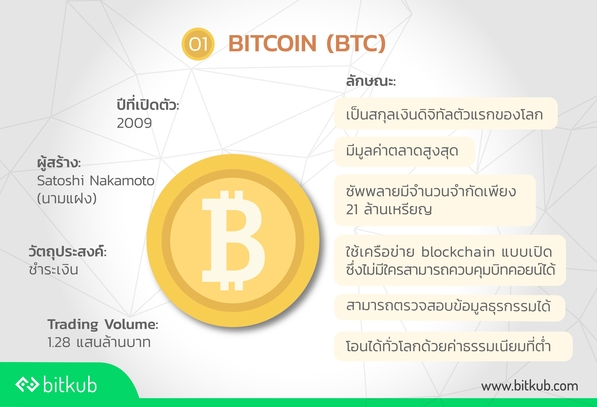 01 BITCOIN (BTC)
ปีที่เปิดตัว:
2009
ผู้สร้าง:
Satoshi Nakamoto
(นามแฝง)
วัตถุประสงค์:
ชำระเงิน
Trading Volume:
1.28 แสนล้านบาท
ลักษณะ:
เป็นสกุลเงินดิจิทัลตัวแรกของโลก
มีมูลค่าตลาดสูงสุด
ซัพพลายมีจำนวนจำกัดเพียง
21 ล้านเหรียญ
ใช้เครือข่าย blockchain แบบเปิด
ซึ่งไม่มีใครสามารถควบคุมบิทคอยน์ได้
สามารถตรวจสอบข้อมูลธุรกรรมได้
โอนได้ทั่วโลกด้วยค่าธรรมเนียมที่ต่ำ
bitkub
www.bitkub.com